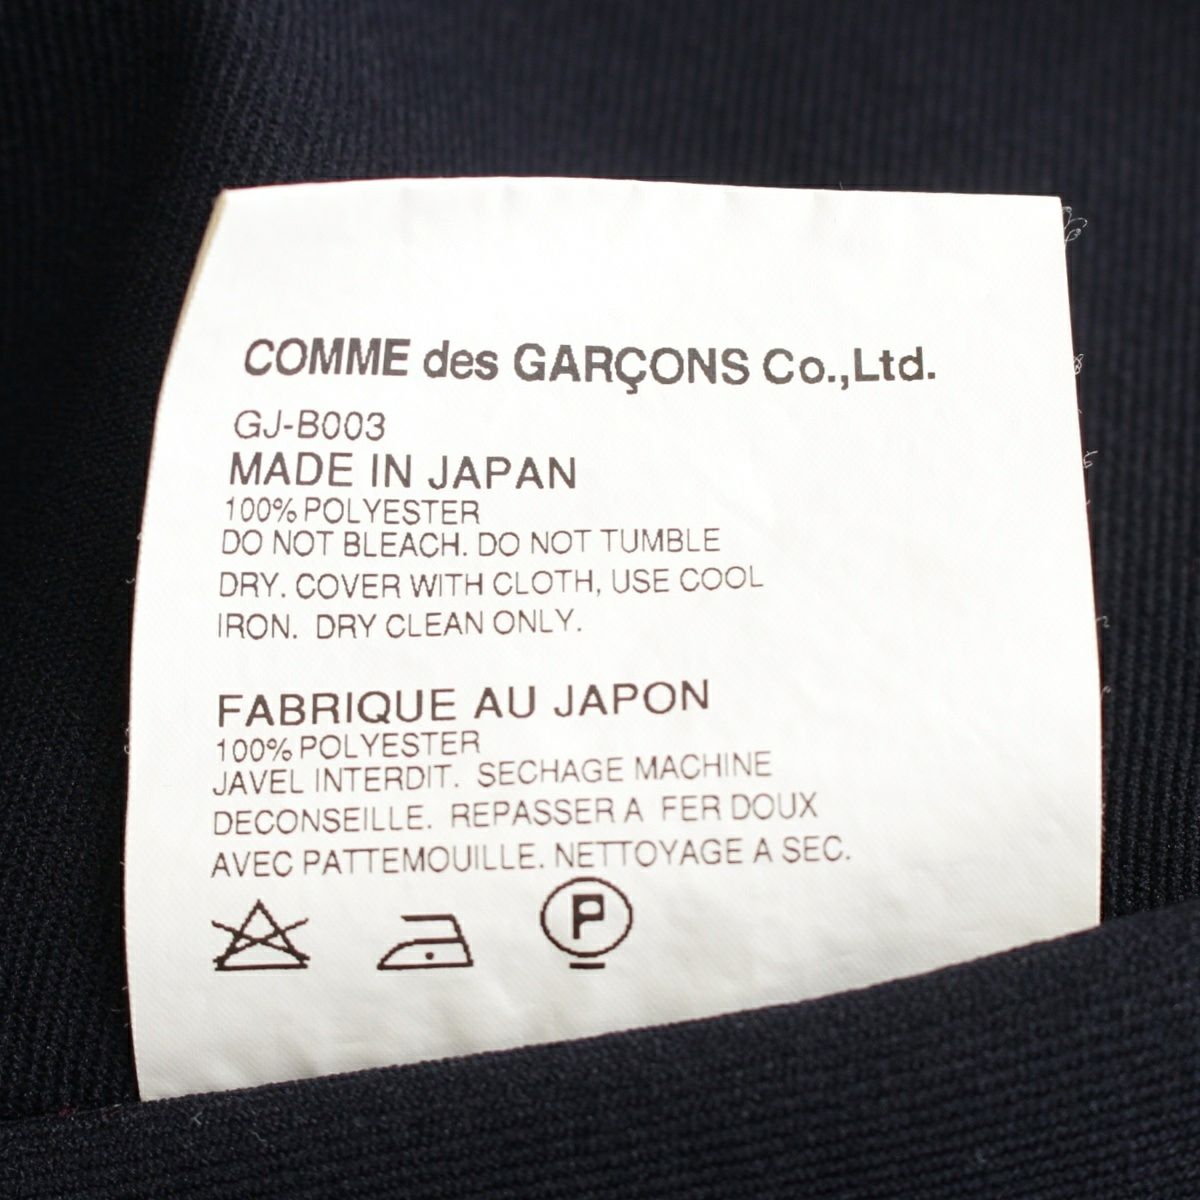 COMME des GARÇONS Co.,Ltd.
GJ-B003
MADE IN JAPAN
100% POLYESTER
DO NOT BLEACH. DO NOT TUMBLE
DRY. COVER WITH CLOTH, USE COOL
IRON. DRY CLEAN ONLY.
FABRIQUE AU JAPON
100% POLYESTER
JAVEL INTERDIT. SECHAGE MACHINE
DECONSEILLE. REPASSER A FER DOUX
AVEC PATTEMOUILLE. NETTOYAGE A SEC.
P